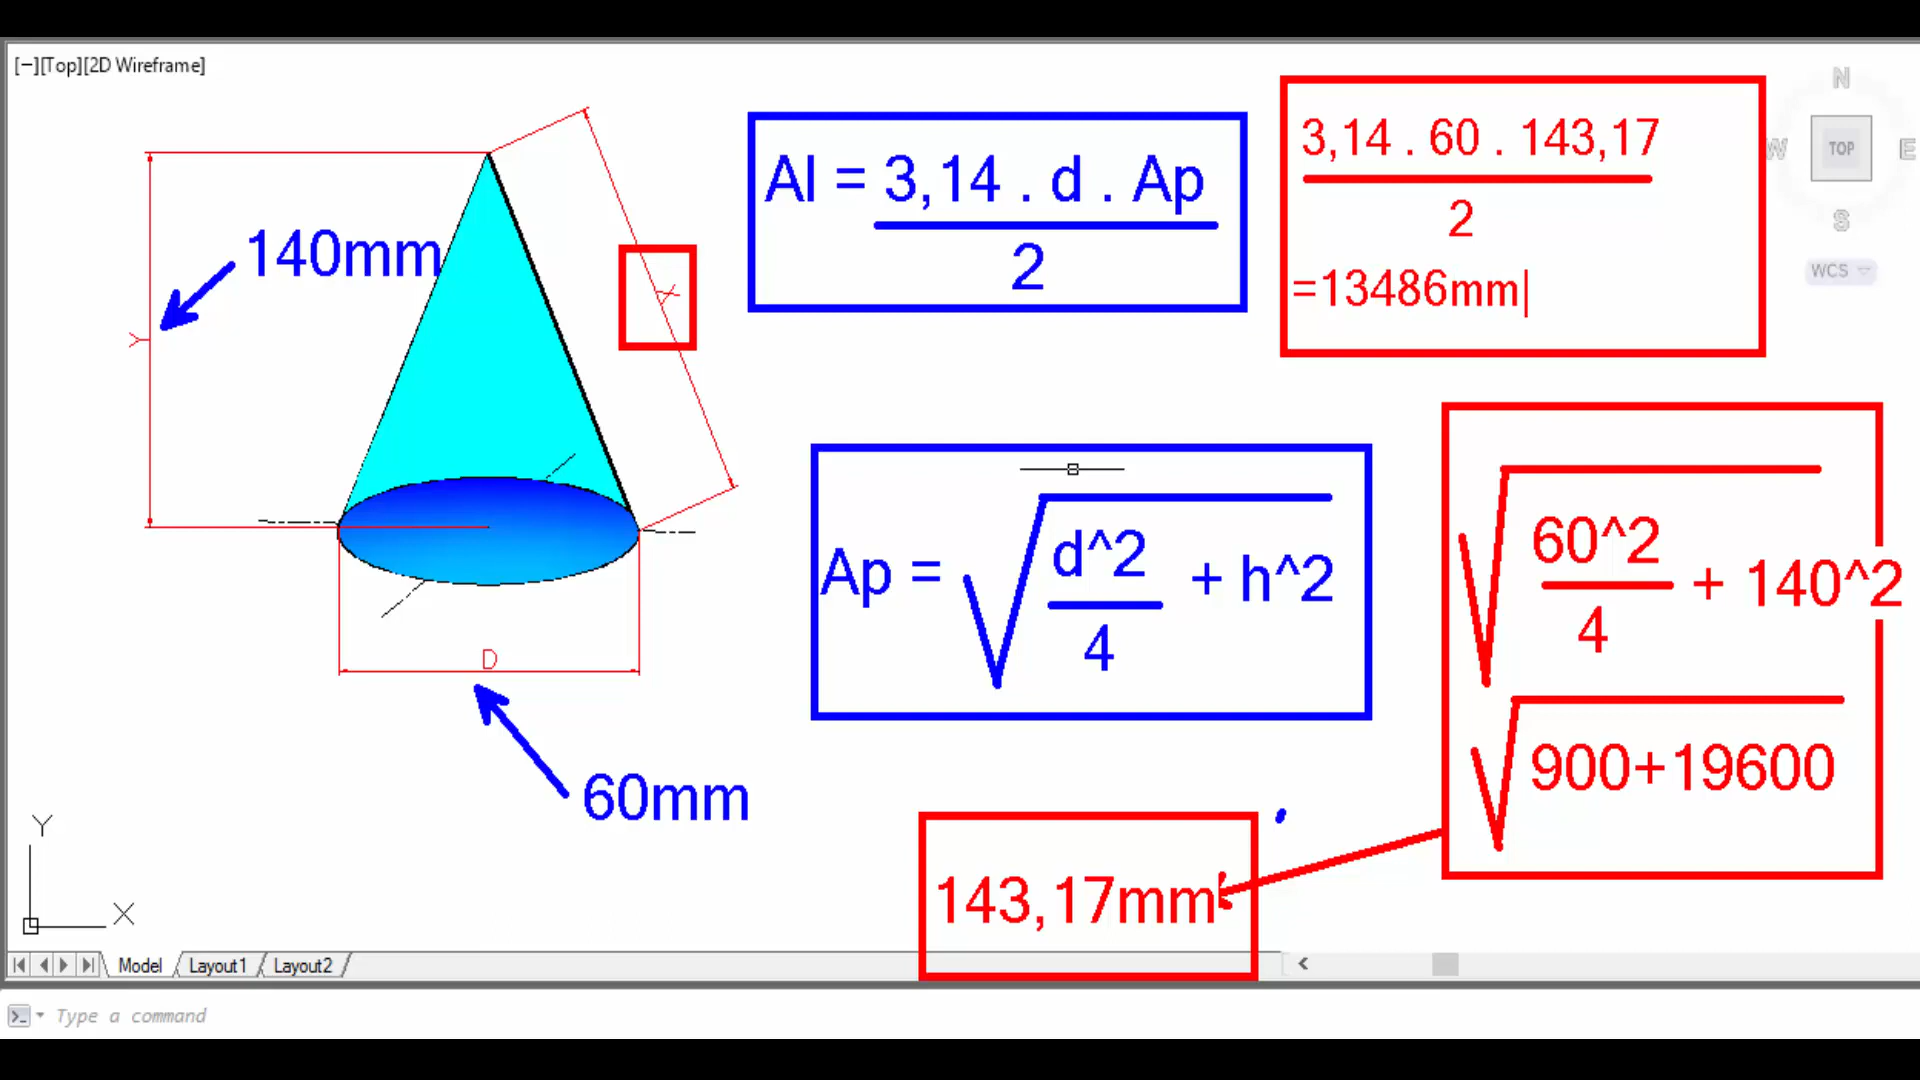 [−][Top][2D Wireframe]
140mm
Y
X
D
60mm
Al = 3,14 . d . Ap
2
3,14 . 60 . 143,17
2
=13486mm
N
W TOP E
S
WCS
Ap = √ d^2 + h^2
4
√ 60^2 + 140^2
4
√ 900+19600
143,17mm
Y
X
Model Layout1 Layout2
Type a command